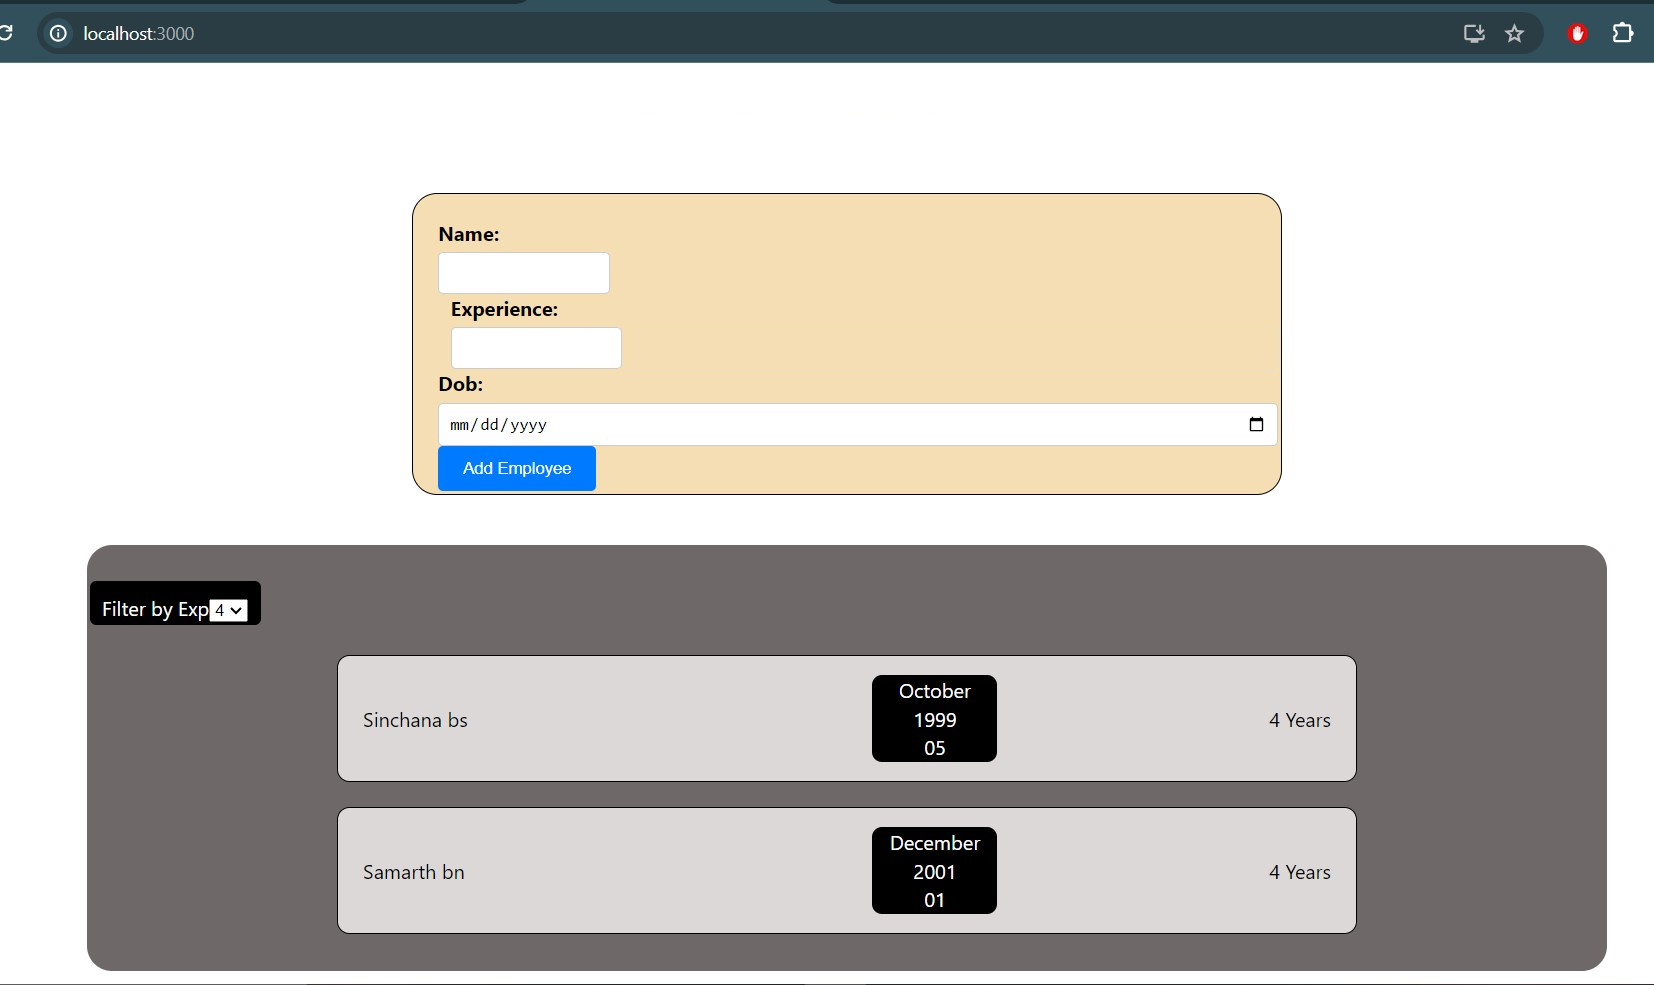 localhost:3000
Name:
Experience:
Dob:
mm/dd/yyyy
Add Employee
Filter by Exp 4
Sinchana bs
October
1999
05
4 Years
Samarth bn
December
2001
01
4 Years